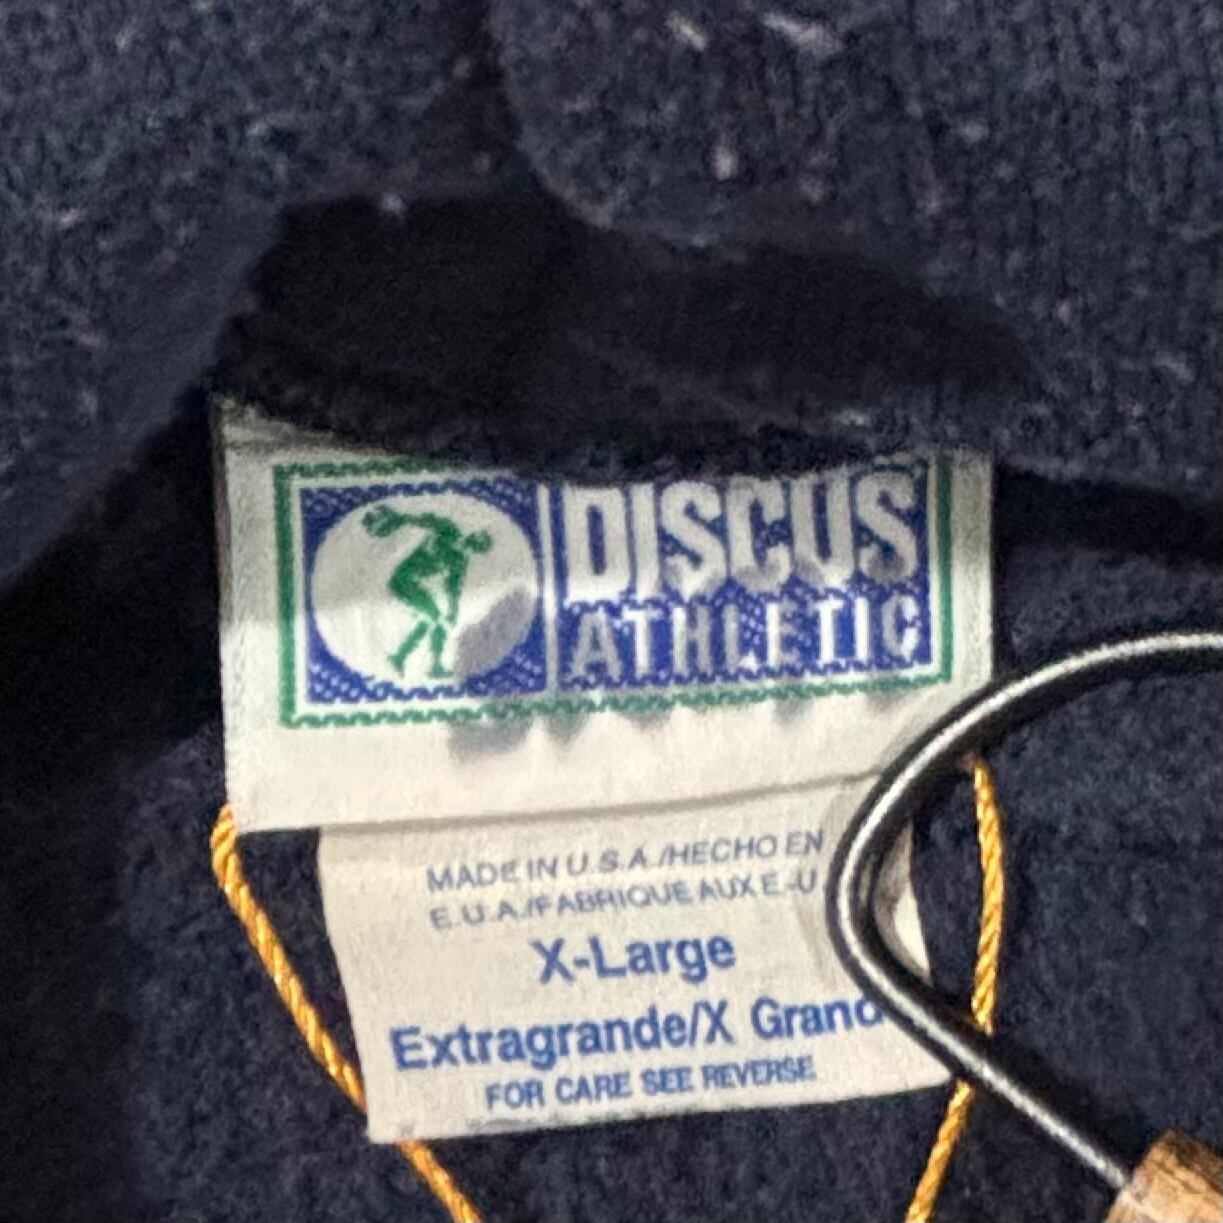 DISCUS
ATHLETIC
MADE IN U.S.A./HECHO EN
E.U.A./FABRIQUE AUX E.-U.
X-Large
Extragrande/X Grand
FOR CARE SEE REVERSE